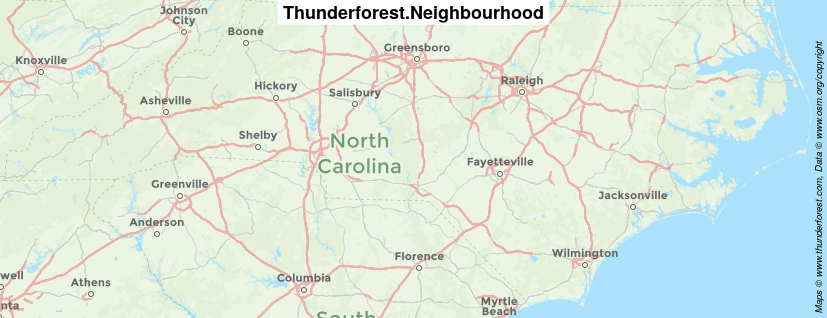 Thunderforest.Neighbourhood
Johnson
City
Boone
Greensboro
Knoxville
Hickory
Salisbury
Raleigh
Asheville
Shelby
North
Carolina
Fayetteville
Greenville
Jacksonville
Anderson
Florence
Wilmington
well
Athens
Columbia
nta
Myrtle
Beach
South
Maps © www.thunderforest.com, Data © www.osm.org/copyright